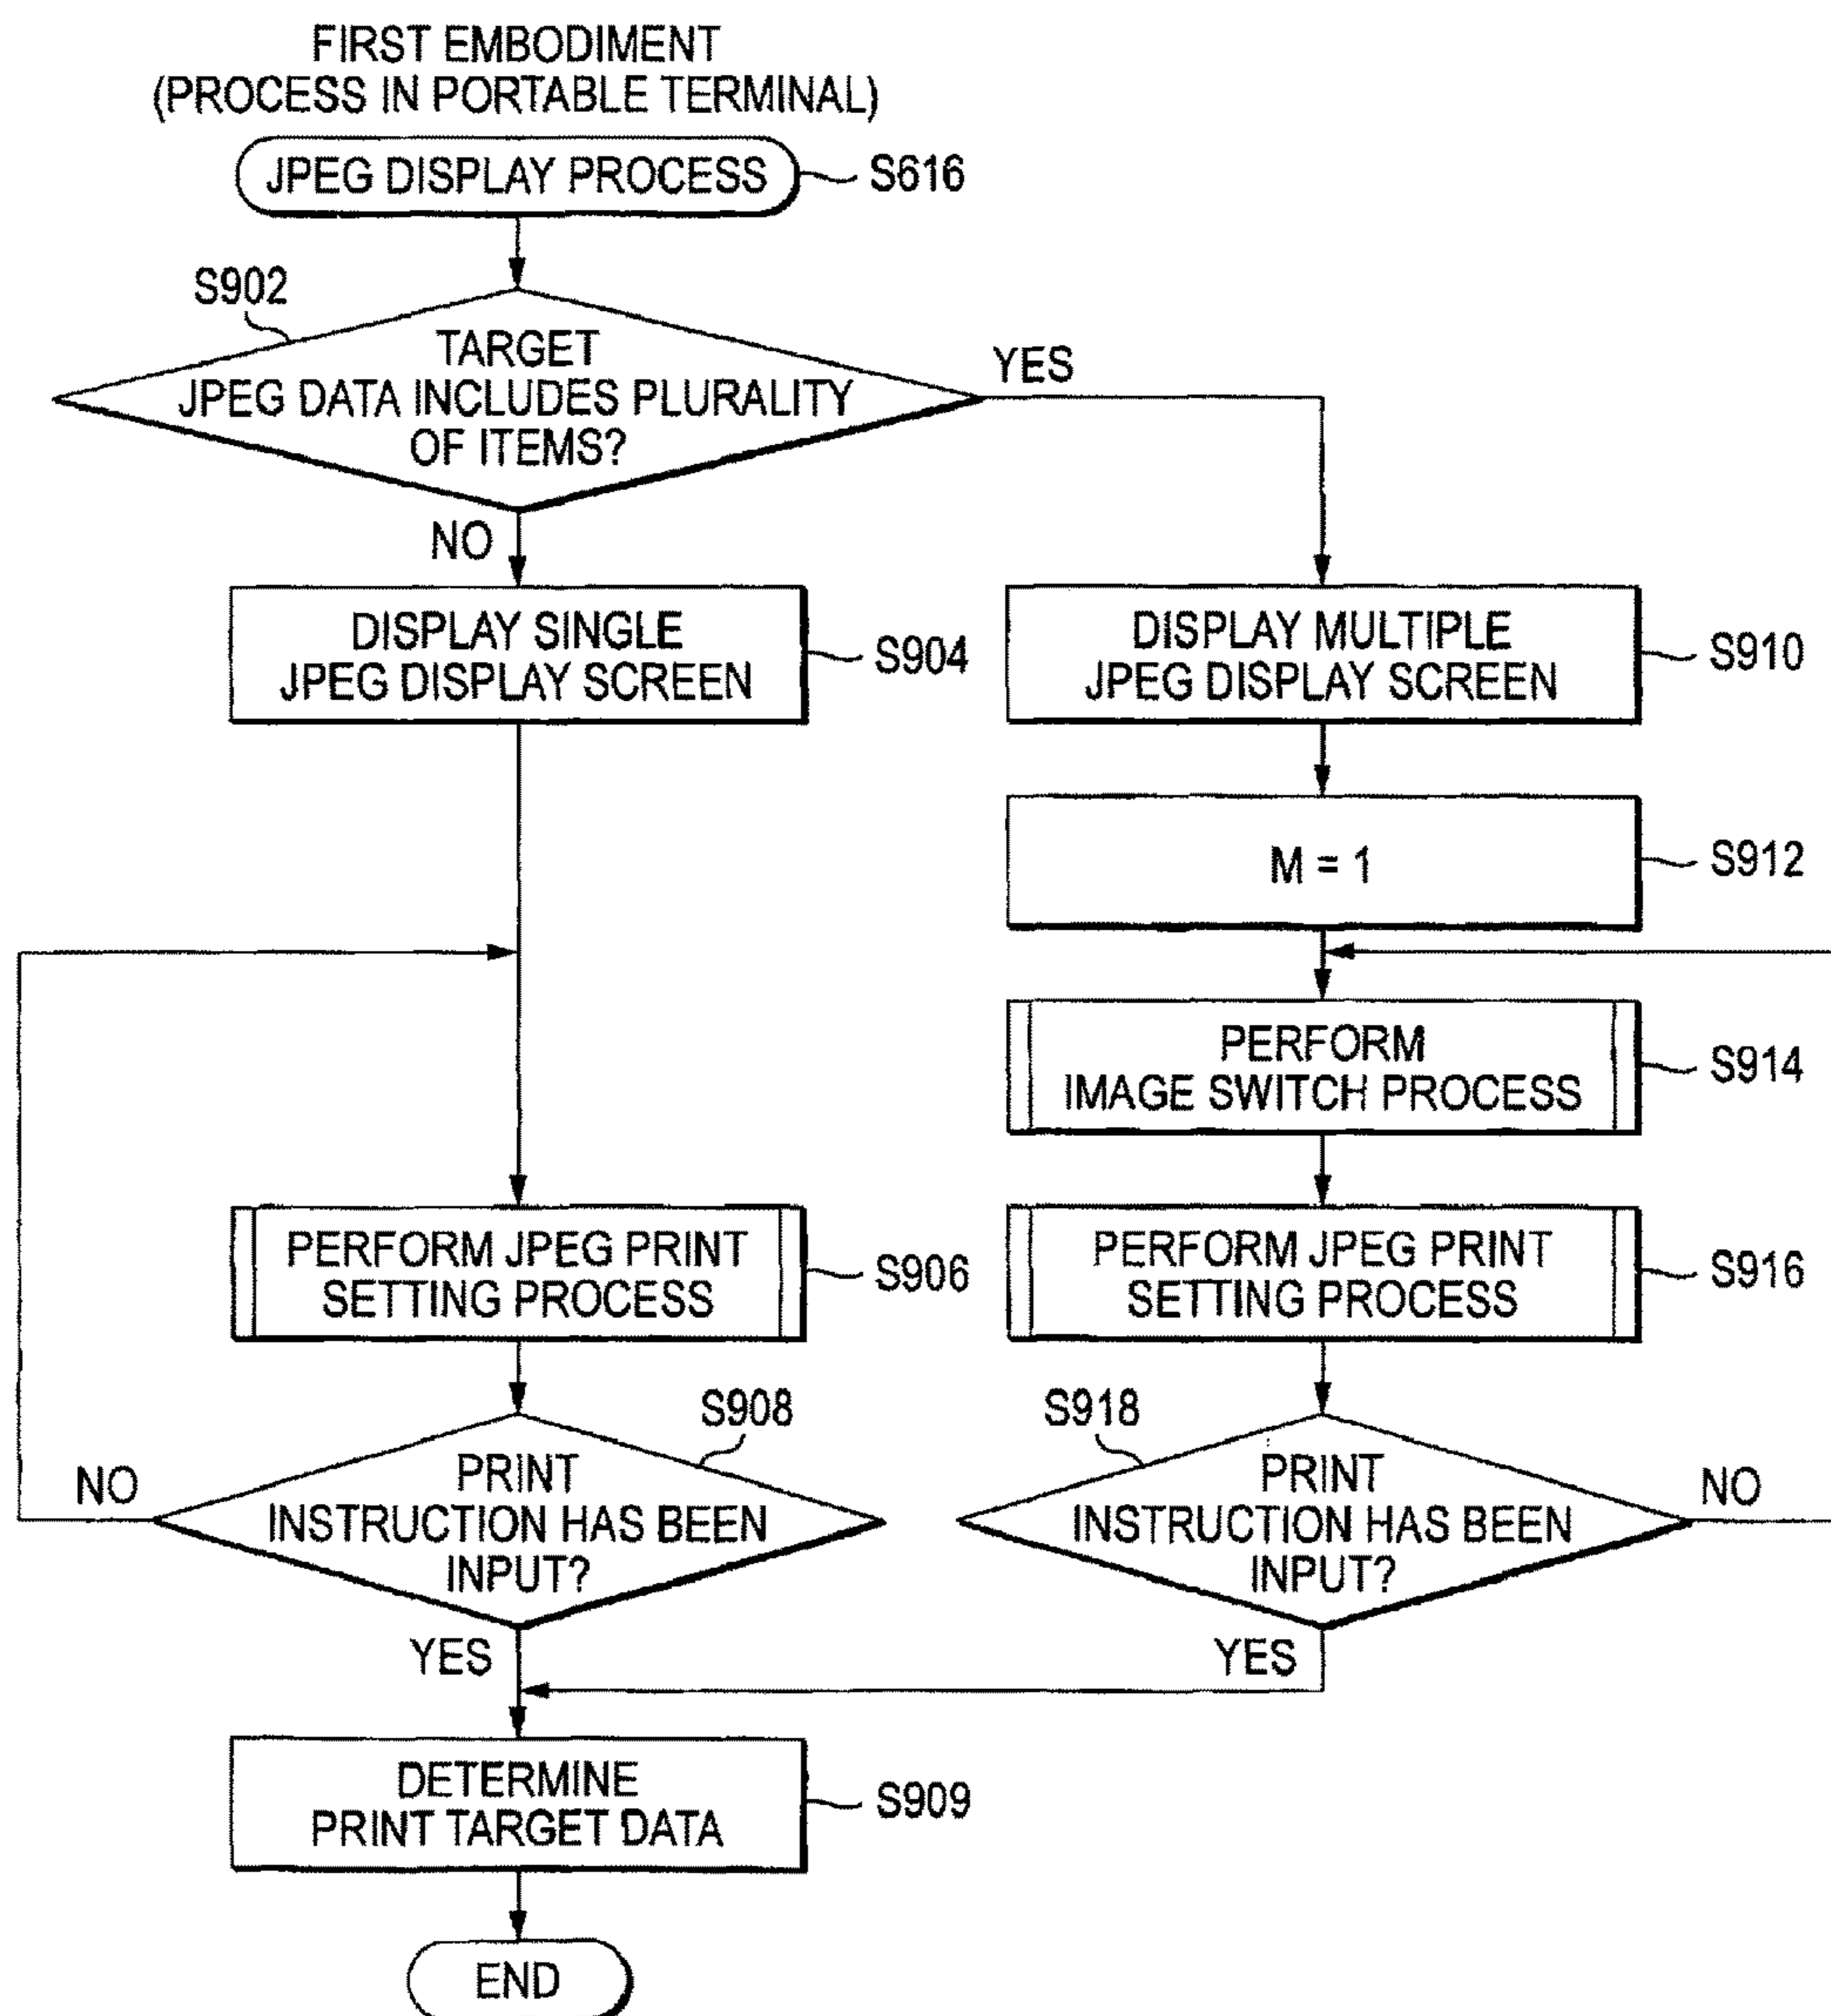 FIRST EMBODIMENT
(PROCESS IN PORTABLE TERMINAL)
JPEG DISPLAY PROCESS
S616
S902
TARGET
JPEG DATA INCLUDES PLURALITY
OF ITEMS?
YES
NO
DISPLAY SINGLE
JPEG DISPLAY SCREEN
S904
DISPLAY MULTIPLE
JPEG DISPLAY SCREEN
S910
M = 1
S912
PERFORM
IMAGE SWITCH PROCESS
S914
PERFORM JPEG PRINT
SETTING PROCESS
S906
PERFORM JPEG PRINT
SETTING PROCESS
S916
S908
PRINT
INSTRUCTION HAS BEEN
INPUT?
NO
YES
S918
PRINT
INSTRUCTION HAS BEEN
INPUT?
NO
YES
DETERMINE
PRINT TARGET DATA
S909
END